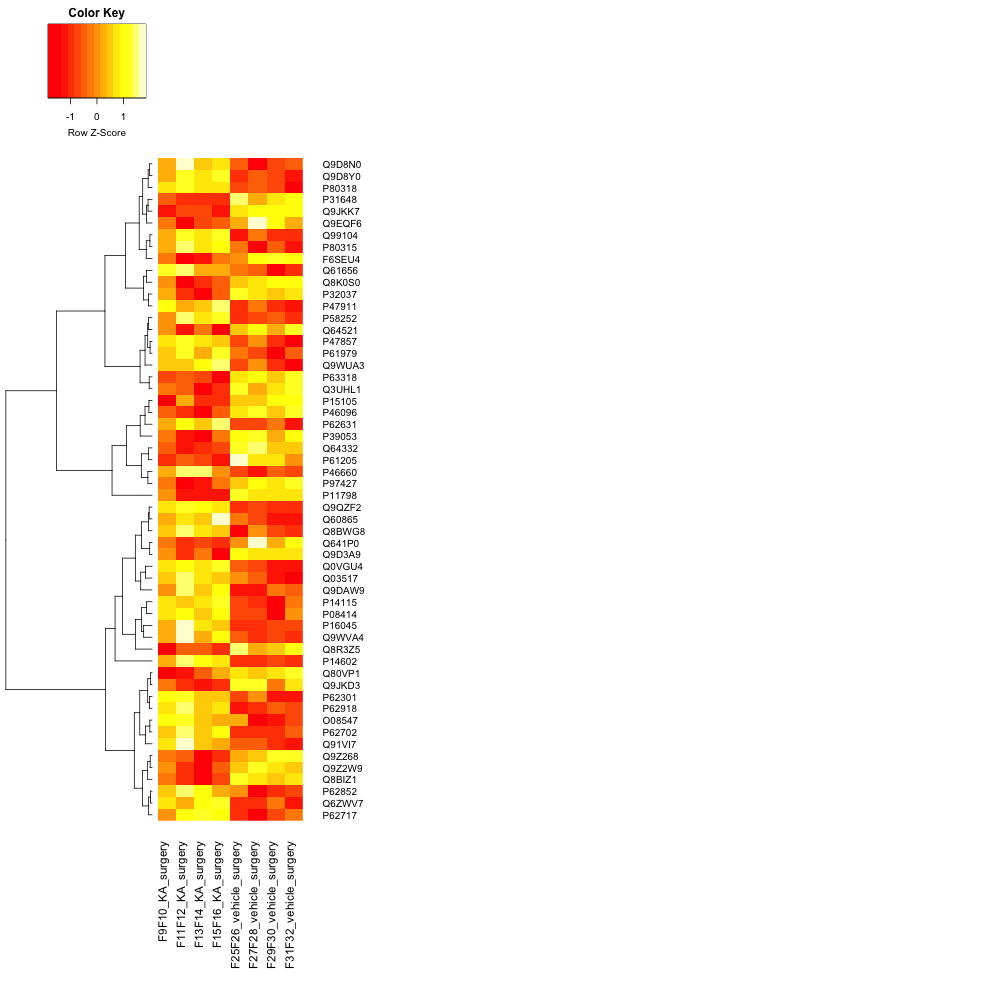 Color Key
-1 0 1
Row Z-Score
Q9D8N0
Q9D8Y0
P80318
P31648
Q9JKK7
Q9EQF6
Q99104
P80315
F6SEU4
Q61656
Q8K0S0
P32037
P47911
P58252
Q64521
P47857
P61979
Q9WUA3
P63318
Q3UHL1
P15105
P46096
P62631
P39053
Q64332
P61205
P46660
P97427
P11798
Q9QZF2
Q60865
Q8BWG8
Q641P0
Q9D3A9
Q0VGU4
Q03517
Q9DAW9
P14115
P08414
P16045
Q9WVA4
Q8R3Z5
P14602
Q80VP1
Q9JKD3
P62301
P62918
O08547
P62702
Q91VI7
Q9Z268
Q9Z2W9
Q8BIZ1
P62852
Q6ZWV7
P62717
F9F10_KA_surgery
F11F12_KA_surgery
F13F14_KA_surgery
F15F16_KA_surgery
F25F26_vehicle_surgery
F27F28_vehicle_surgery
F29F30_vehicle_surgery
F31F32_vehicle_surgery